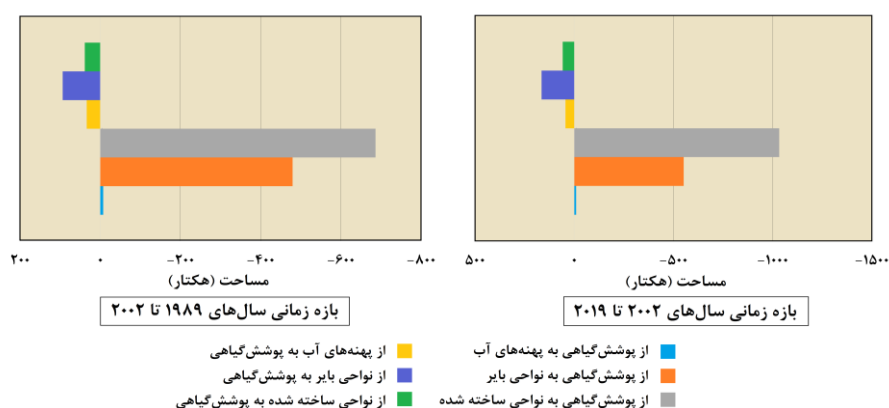 ۲۰۰ ۰ -۲۰۰ -۴۰۰ -۶۰۰ -۸۰۰
مساحت (هکتار)
بازه زمانی سال‌های ۱۹۸۹ تا ۲۰۰۲
۵۰۰ ۰ -۵۰۰ -۱۰۰۰ -۱۵۰۰
مساحت (هکتار)
بازه زمانی سال‌های ۲۰۰۲ تا ۲۰۱۹
از پوشش‌گیاهی به پهنه‌های آب
از پوشش‌گیاهی به نواحی بایر
از پوشش‌گیاهی به نواحی ساخته شده
از پهنه‌های آب به پوشش‌گیاهی
از نواحی بایر به پوشش‌گیاهی
از نواحی ساخته شده به پوشش‌گیاهی